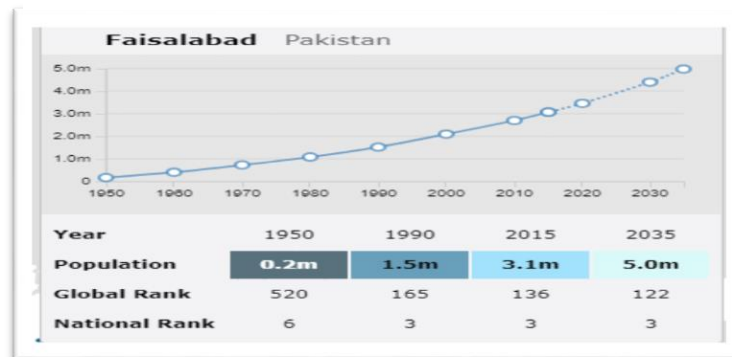 Faisalabad Pakistan
5.0m
4.0m
3.0m
2.0m
1.0m
0
1950 1960 1970 1980 1990 2000 2010 2020 2030
Year 1950 1990 2015 2035
Population 0.2m 1.5m 3.1m 5.0m
Global Rank 520 165 136 122
National Rank 6 3 3 3